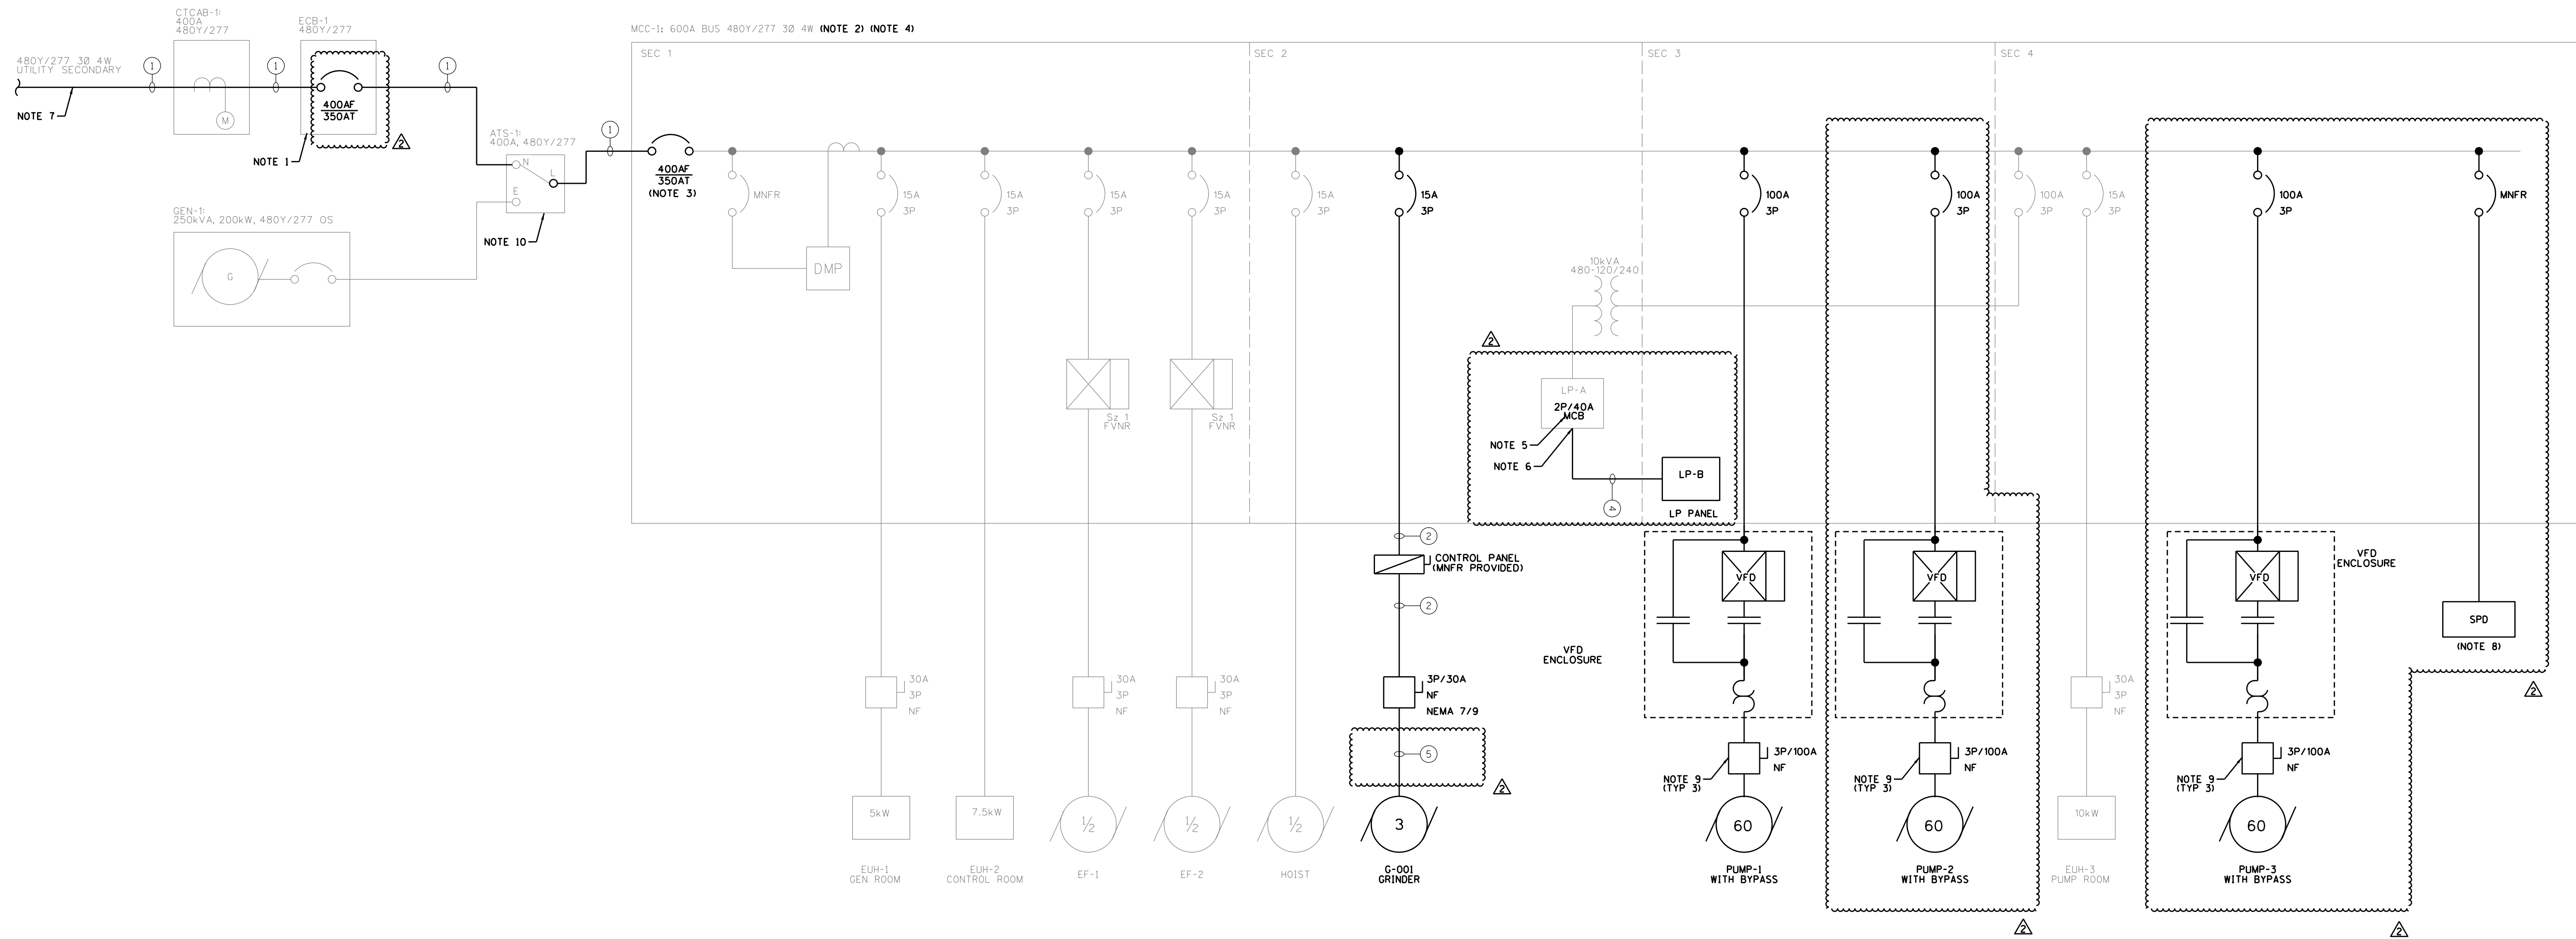 CTCAB-1:
400A
480Y/277
ECB-1
480Y/277
480Y/277 3Ø 4W
UTILITY SECONDARY
1
1
1
NOTE 7
M
400AF
350AT
NOTE 1
2
ATS-1:
400A, 480Y/277
N
L
E
NOTE 10
1
GEN-1:
250kVA, 200kW, 480Y/277 OS
G
MCC-1: 600A BUS 480Y/277 3Ø 4W (NOTE 2) (NOTE 4)
SEC 1
SEC 2
SEC 3
SEC 4
400AF
350AT
(NOTE 3)
MNFR
DMP
15A
3P
15A
3P
15A
3P
15A
3P
15A
3P
15A
3P
100A
3P
100A
3P
100A
3P
15A
3P
100A
3P
MNFR
10kVA
480-120/240
2
LP-A
2P/40A
MCB
NOTE 5
NOTE 6
LP-B
4
LP PANEL
Sz 1
FVNR
Sz 1
FVNR
2
CONTROL PANEL
(MNFR PROVIDED)
2
VFD
ENCLOSURE
VFD
VFD
VFD
VFD
ENCLOSURE
SPD
(NOTE 8)
2
30A
3P
NF
30A
3P
NF
30A
3P
NF
3P/30A
NF
NEMA 7/9
30A
3P
NF
5
2
3P/100A
NF
NOTE 9
(TYP 3)
3P/100A
NF
NOTE 9
(TYP 3)
3P/100A
NF
NOTE 9
(TYP 3)
5kW
7.5kW
1/2
1/2
1/2
3
60
60
10kW
60
EUH-1
GEN ROOM
EUH-2
CONTROL ROOM
EF-1
EF-2
HOIST
G-001
GRINDER
PUMP-1
WITH BYPASS
PUMP-2
WITH BYPASS
EUH-3
PUMP ROOM
PUMP-3
WITH BYPASS
2
2